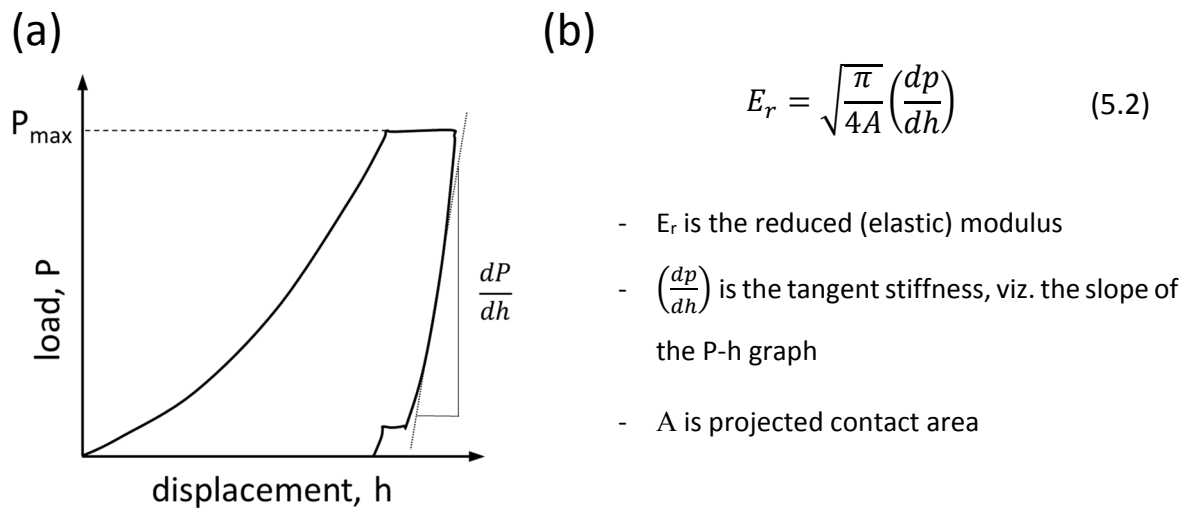 (a)
P_max
load, P
dP/dh
displacement, h
(b)
E_r = √(π/4A) (dp/dh) (5.2)
- E_r is the reduced (elastic) modulus
- (dp/dh) is the tangent stiffness, viz. the slope of
the P-h graph
- A is projected contact area